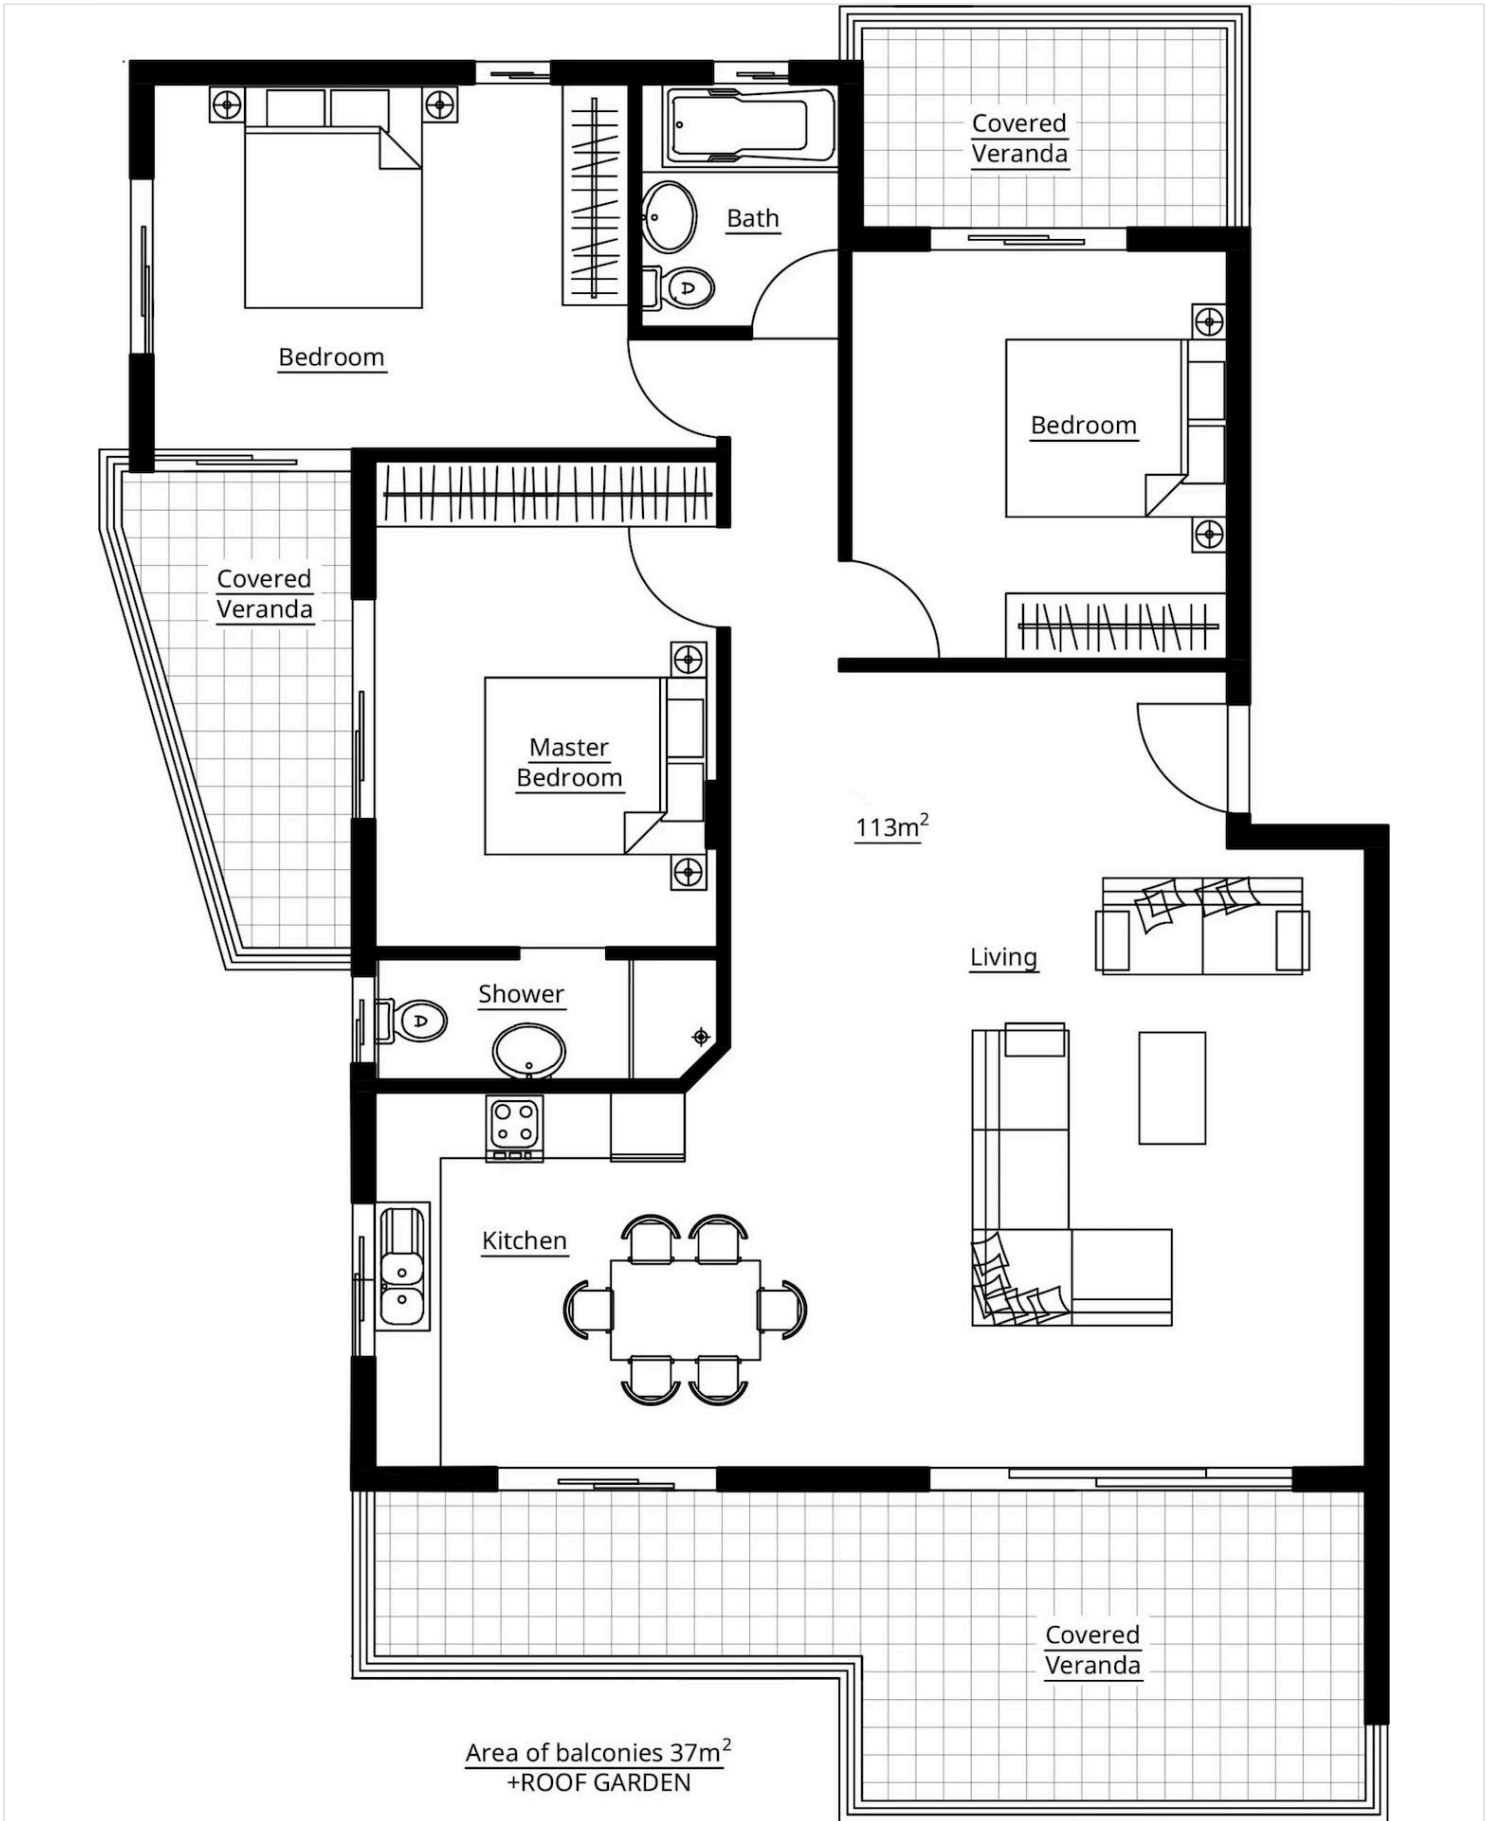 Covered
Veranda
Bath
Bedroom
Bedroom
Covered
Veranda
Master
Bedroom
113m²
Living
Shower
Kitchen
Covered
Veranda
Area of balconies 37m²
+ROOF GARDEN